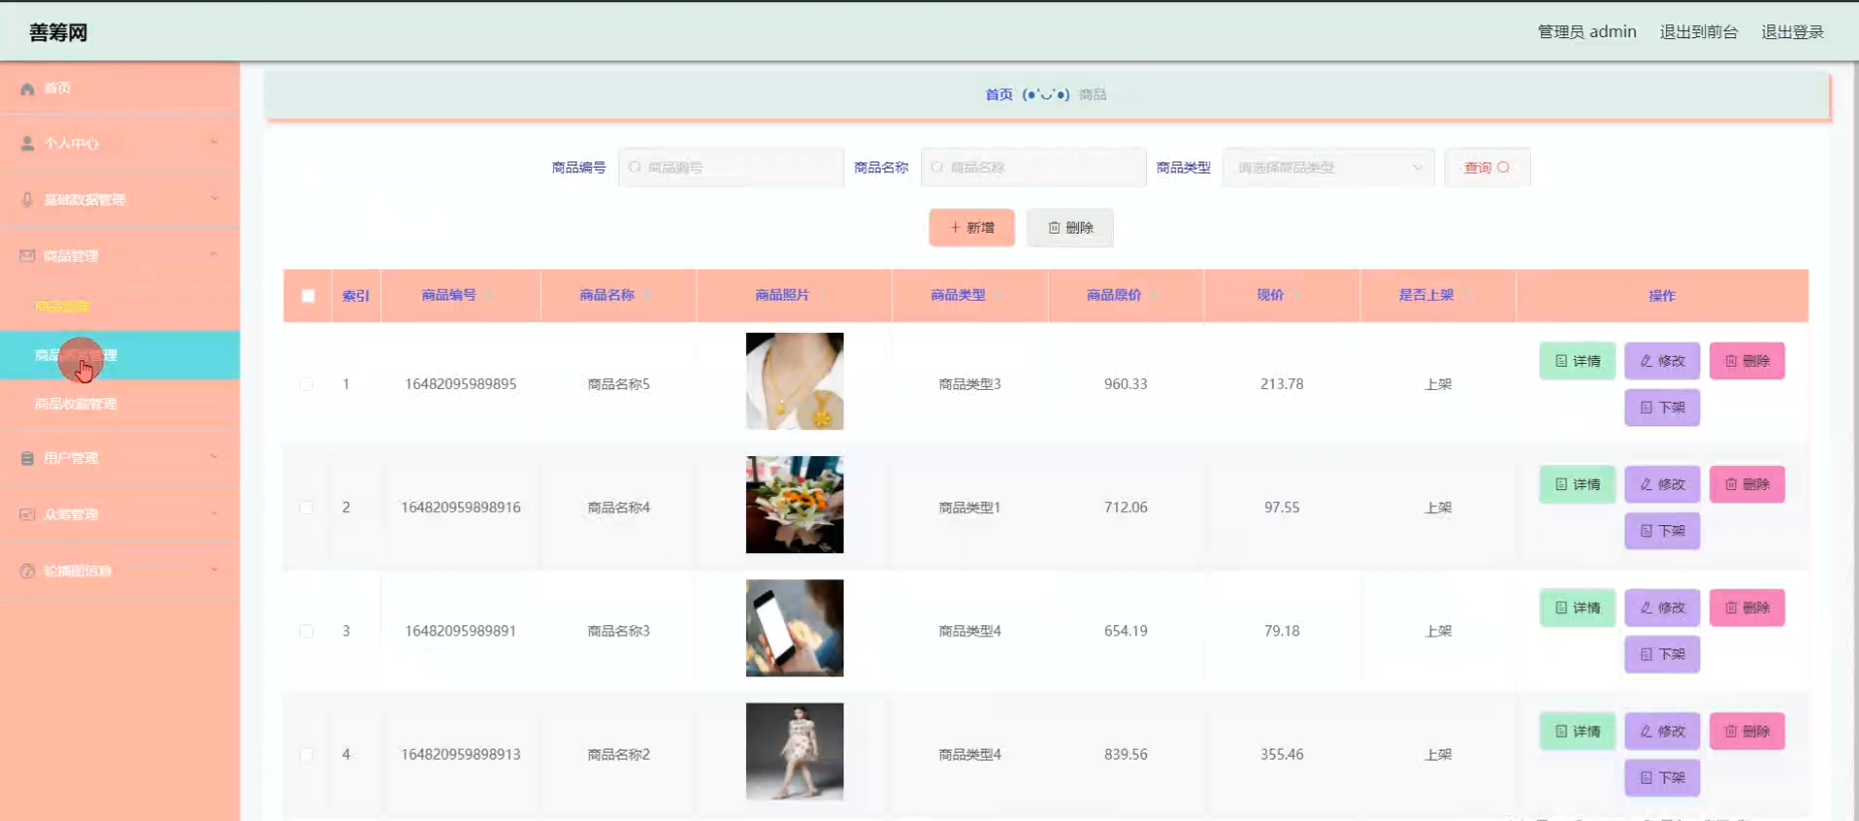 善筹网
管理员 admin 退出到前台 退出登录
首页
个人中心
基础数据管理
商品管理
商品管理
商品收藏管理
用户管理
众筹管理
轮播图信息
首页 (●'◡'●) 商品
商品编号 商品编号 商品名称 商品名称 商品类型 请选择商品类型 查询
新增 删除
索引 商品编号 商品名称 商品照片 商品类型 商品原价 现价 是否上架 操作
1 16482095989895 商品名称5 商品类型3 960.33 213.78 上架 详情 修改 删除
下架
2 164820959898916 商品名称4 商品类型1 712.06 97.55 上架 详情 修改 删除
下架
3 16482095989891 商品名称3 商品类型4 654.19 79.18 上架 详情 修改 删除
下架
4 164820959898913 商品名称2 商品类型4 839.56 355.46 上架 详情 修改 删除
下架